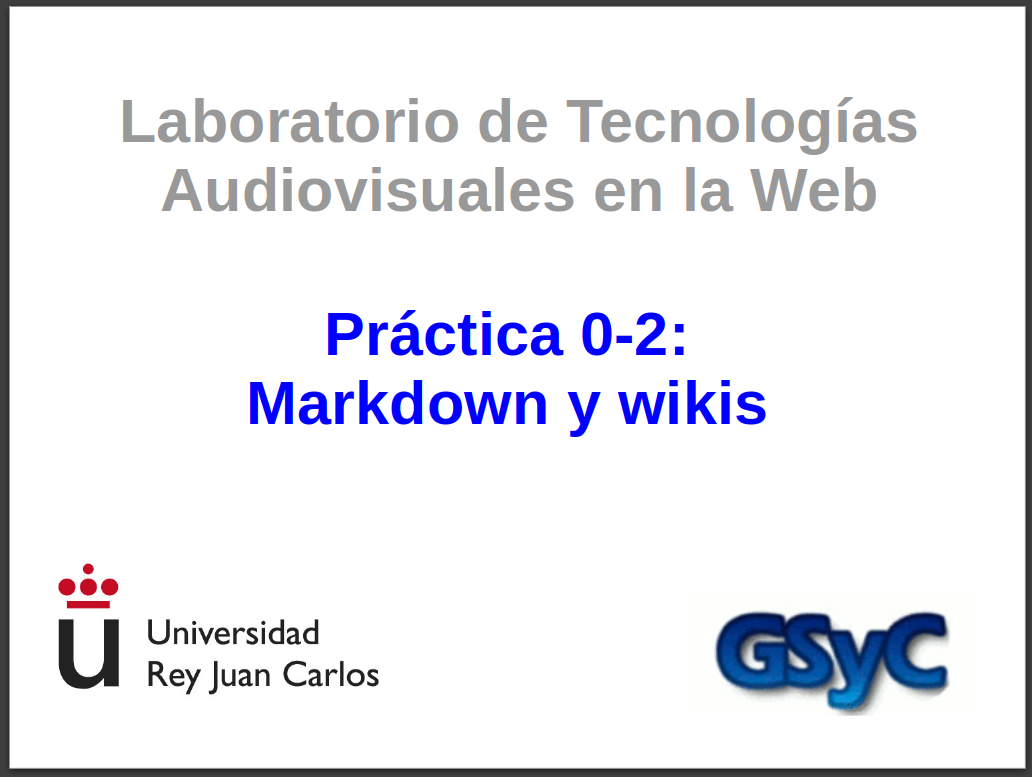 Laboratorio de Tecnologías
Audiovisuales en la Web
Práctica 0-2:
Markdown y wikis
Universidad
Rey Juan Carlos
GSyC